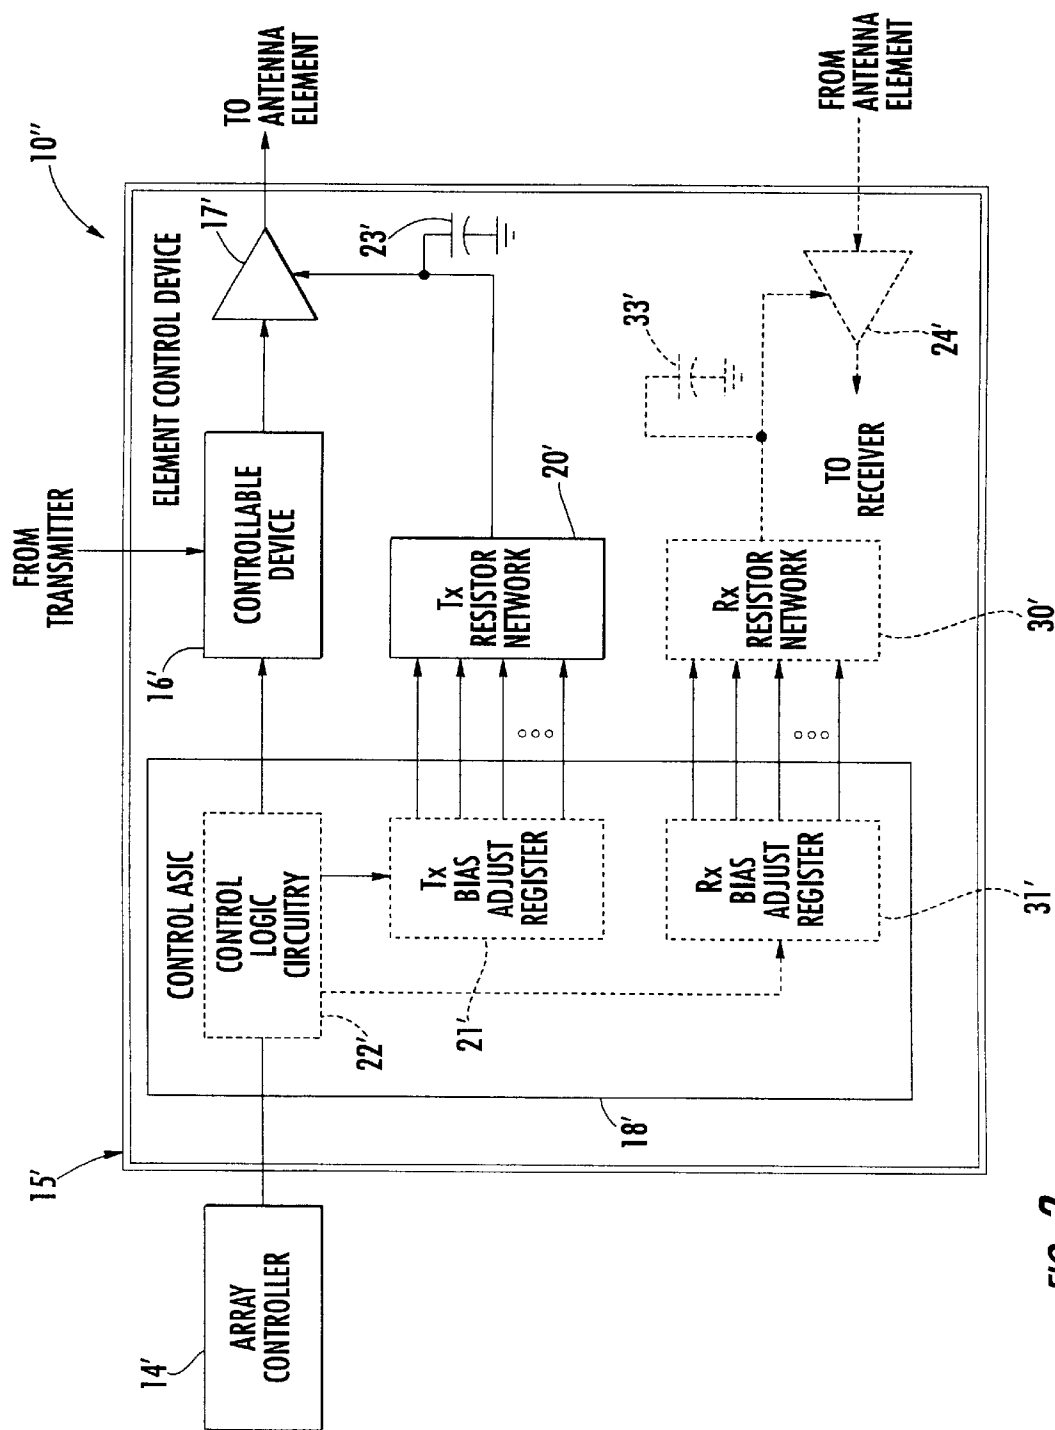 10''
TO
ANTENNA
ELEMENT
FROM
ANTENNA
ELEMENT
FROM
TRANSMITTER
ELEMENT CONTROL DEVICE
17'
23'
16'
CONTROLLABLE
DEVICE
Tx
RESISTOR
NETWORK
20'
33'
24'
TO
RECEIVER
Rx
RESISTOR
NETWORK
30'
15'
CONTROL ASIC
CONTROL
LOGIC
CIRCUITRY
22'
Tx
BIAS
ADJUST
REGISTER
21'
Rx
BIAS
ADJUST
REGISTER
31'
18'
14'
ARRAY
CONTROLLER